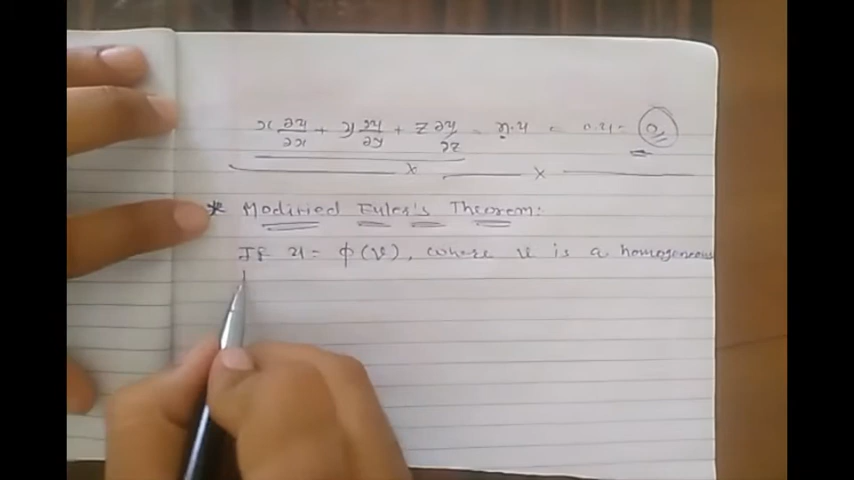 x ∂u/∂x + y ∂u/∂y + z ∂u/∂z = n.u = 0.u = 0
* Modified Euler's Theorem:
If u = φ(v), where u is a homogeneous